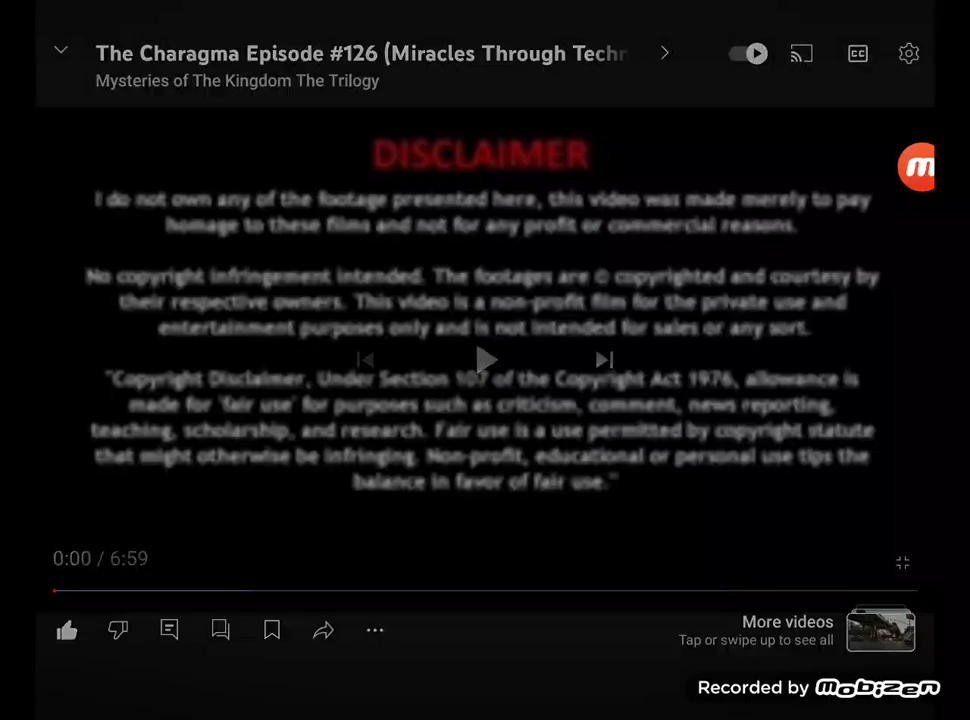 The Charagma Episode #126 (Miracles Through Techn
Mysteries of The Kingdom The Trilogy
CC
DISCLAIMER
I do not own any of the footage presented here, this video was made merely to pay
homage to these films and not for any profit or commercial reasons.
No copyright infringement intended. The footages are © copyrighted and courtesy by
their respective owners. This video is a non-profit film for the private use and
entertainment purposes only and is not intended for sales or any sort.
"Copyright Disclaimer, Under Section 107 of the Copyright Act 1976, allowance is
made for 'fair use' for purposes such as criticism, comment, news reporting,
teaching, scholarship, and research. Fair use is a use permitted by copyright statute
that might otherwise be infringing. Non-profit, educational or personal use tips the
balance in favor of fair use."
0:00 / 6:59
More videos
Tap or swipe up to see all
Recorded by mobizen